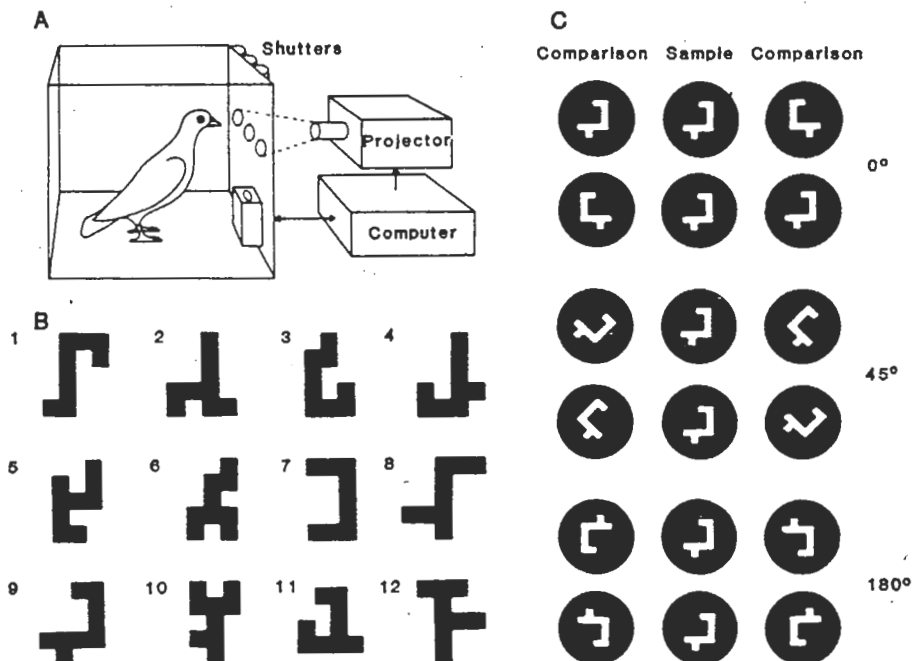 A
Shutters
Projector
Computer
B
1 2 3 4
5 6 7 8
9 10 11 12
C
Comparison Sample Comparison
0°
45°
180°